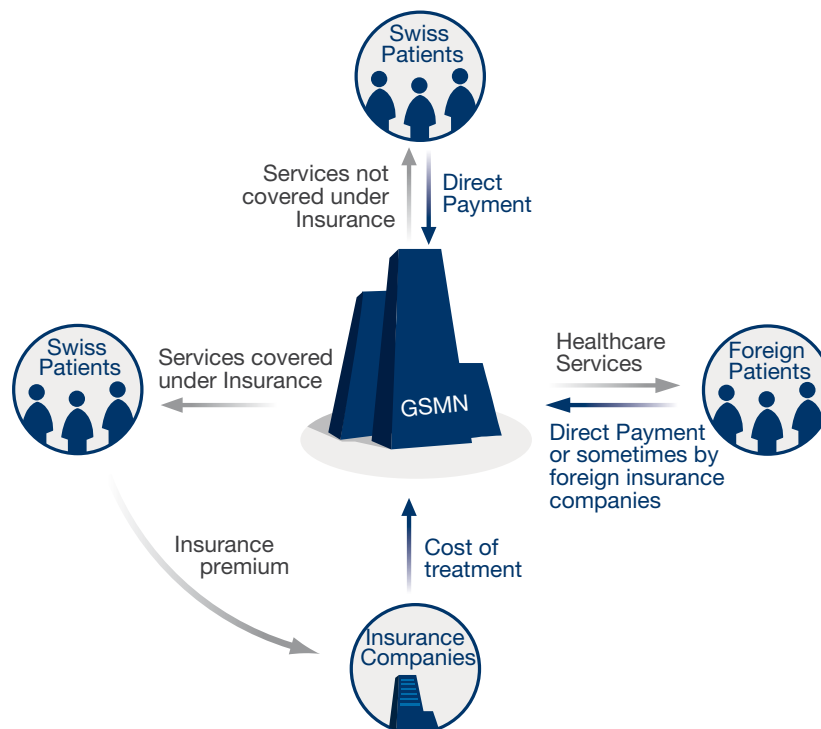 Swiss
Patients
Services not
covered under
Insurance
Direct
Payment
Swiss
Patients
Services covered
under Insurance
GSMN
Healthcare
Services
Foreign
Patients
Direct Payment
or sometimes by
foreign insurance
companies
Insurance
premium
Cost of
treatment
Insurance
Companies